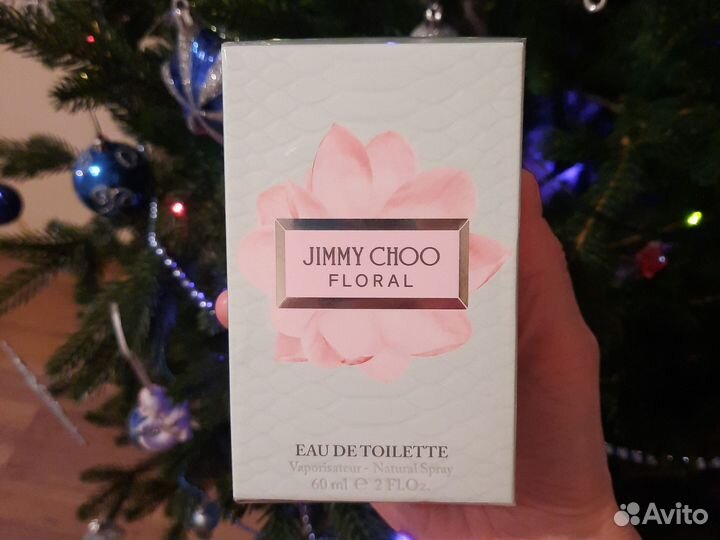 JIMMY CHOO
FLORAL
EAU DE TOILETTE
Vaporisateur - Natural Spray
60 ml ℮ 2 Fl.Oz.
Avito